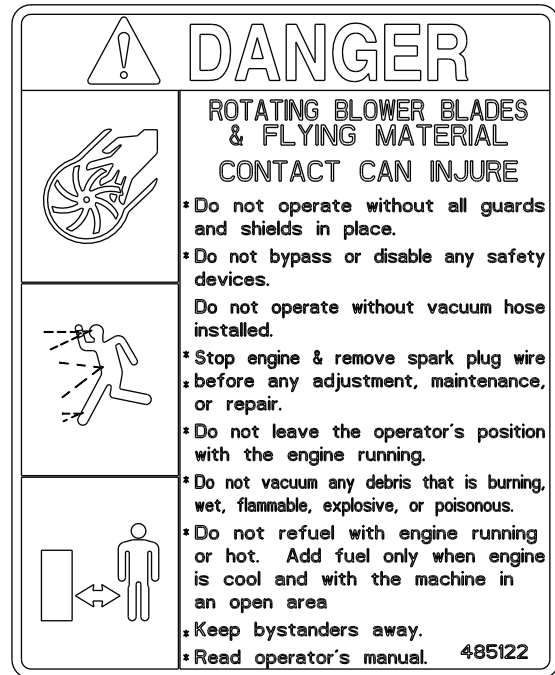 DANGER
ROTATING BLOWER BLADES
& FLYING MATERIAL
CONTACT CAN INJURE
* Do not operate without all guards
and shields in place.
* Do not bypass or disable any safety
devices.
Do not operate without vacuum hose
installed.
* Stop engine & remove spark plug wire
* before any adjustment, maintenance,
or repair.
* Do not leave the operator's position
with the engine running.
* Do not vacuum any debris that is burning,
wet, flammable, explosive, or poisonous.
* Do not refuel with engine running
or hot. Add fuel only when engine
is cool and with the machine in
an open area
* Keep bystanders away.
* Read operator's manual. 485122